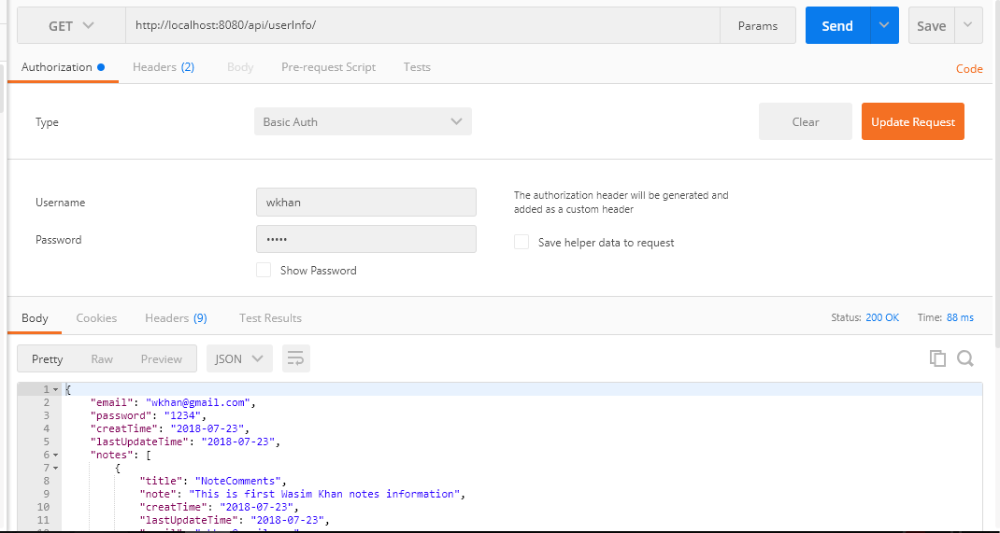 GET http://localhost:8080/api/userInfo/ Params Send Save
Authorization Headers (2) Body Pre-request Script Tests Code
Type Basic Auth Clear Update Request
Username wkhan The authorization header will be generated and
added as a custom header
Password ••••• Save helper data to request
Show Password
Body Cookies Headers (9) Test Results Status: 200 OK Time: 88 ms
Pretty Raw Preview JSON
1 {
2 "email": "wkhan@gmail.com",
3 "password": "1234",
4 "creatTime": "2018-07-23",
5 "lastUpdateTime": "2018-07-23",
6 "notes": [
7 {
8 "title": "NoteComments",
9 "note": "This is first Wasim Khan notes information",
10 "creatTime": "2018-07-23",
11 "lastUpdateTime": "2018-07-23",